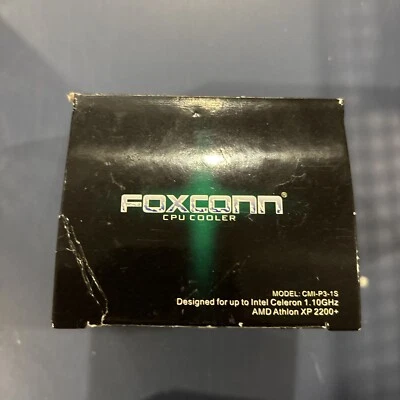 FOXCONN®
CPU COOLER
MODEL: CMI-P3-1S
Designed for up to Intel Celeron 1.10GHz
AMD Athlon XP 2200+